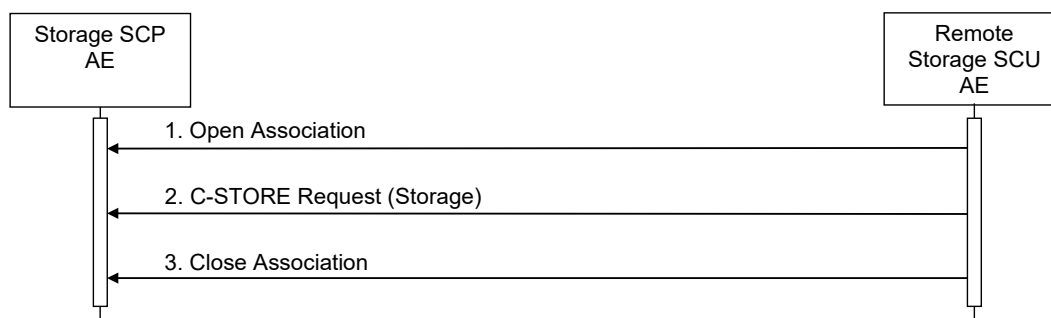 Storage SCP
AE
Remote
Storage SCU
AE
1. Open Association
2. C-STORE Request (Storage)
3. Close Association